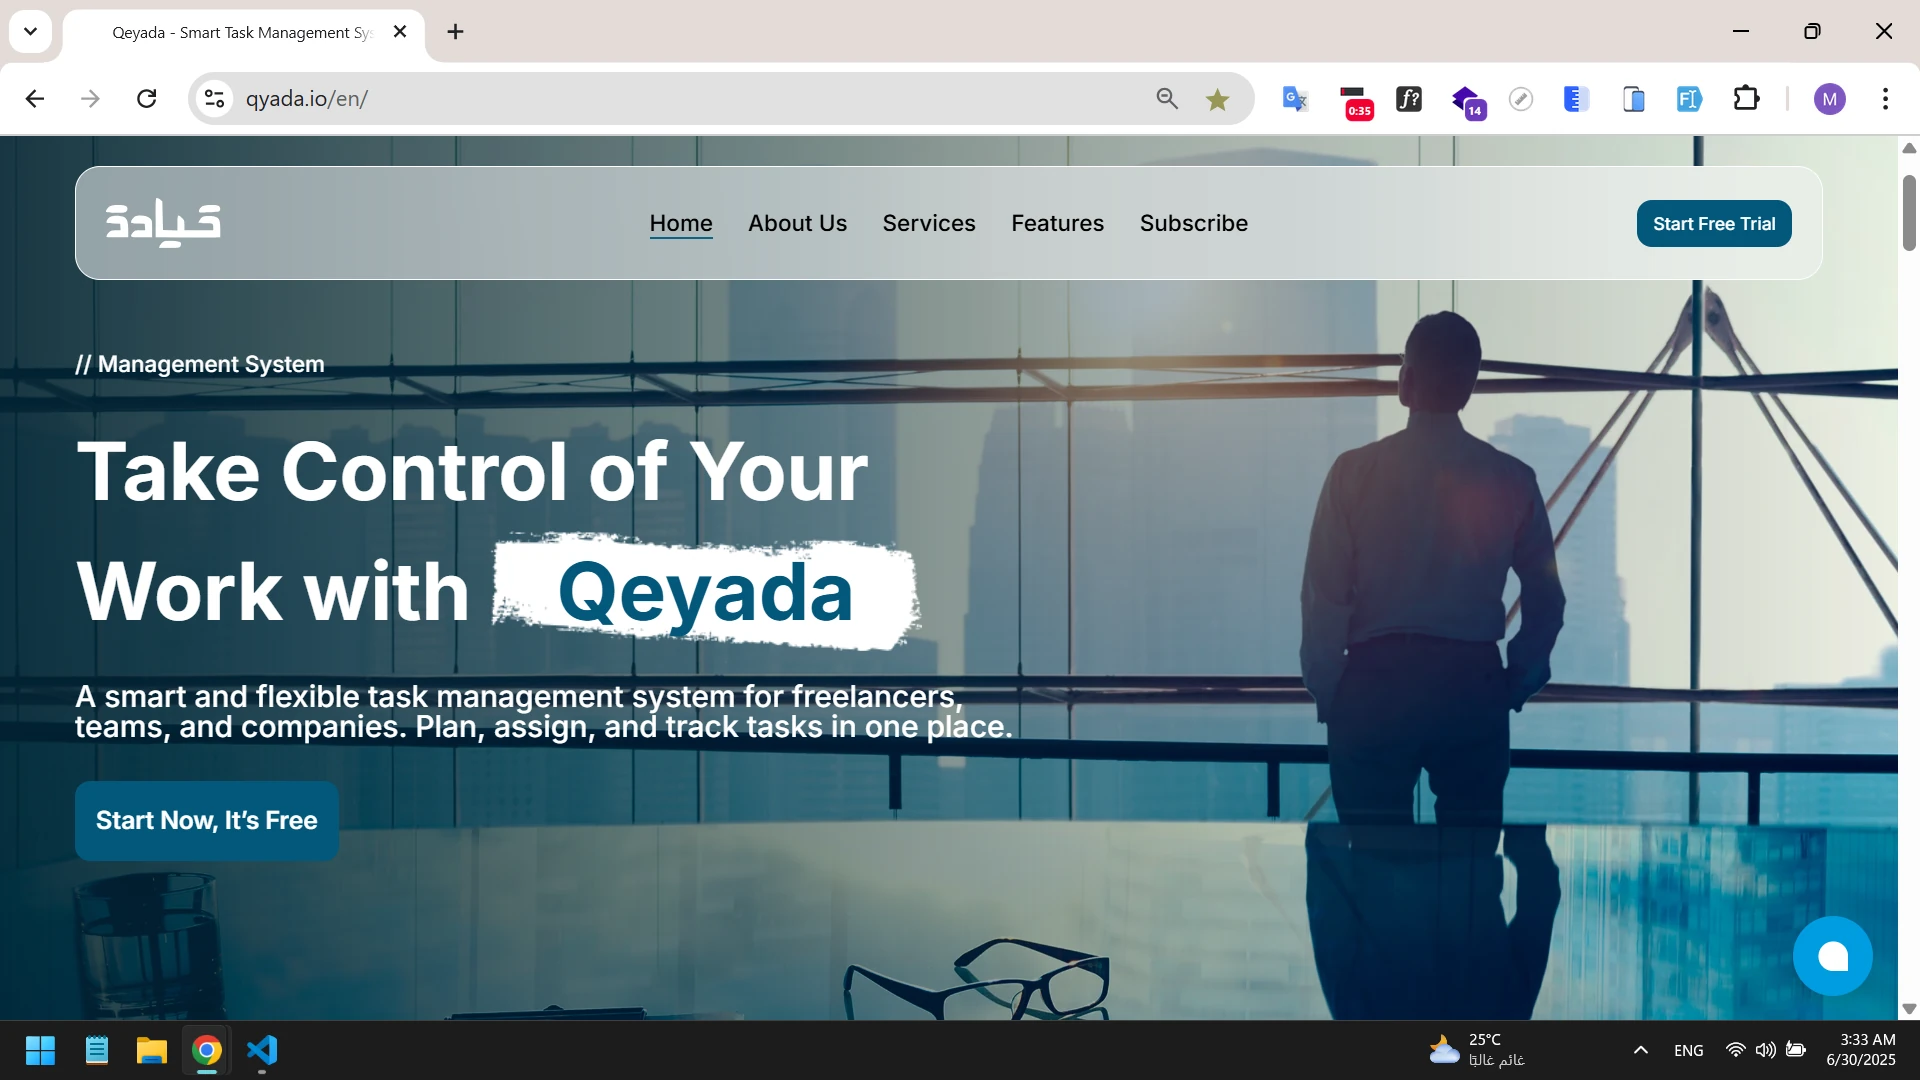 Qeyada - Smart Task Management Sy
qyada.io/en/
0:35
f?
14
M
قيادة
Home
About Us
Services
Features
Subscribe
Start Free Trial
// Management System
Take Control of Your
Work with Qeyada
A smart and flexible task management system for freelancers,
teams, and companies. Plan, assign, and track tasks in one place.
Start Now, It’s Free
25°C
غائم غالبًا
ENG
3:33 AM
6/30/2025